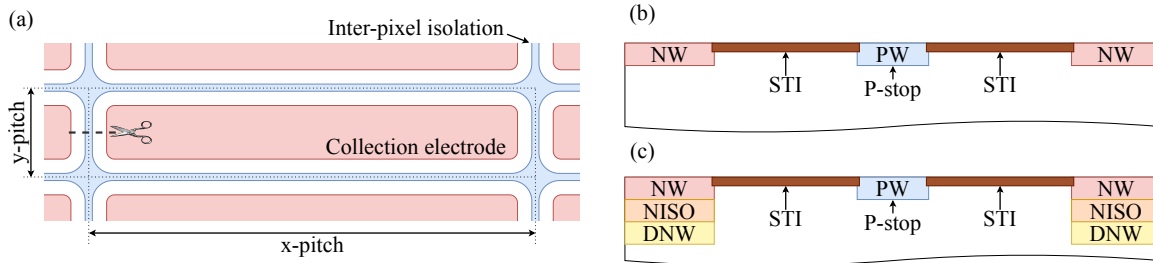 (a)
Inter-pixel isolation
y-pitch
Collection electrode
x-pitch
(b)
NW PW NW
STI P-stop STI
(c)
NW PW NW
NISO STI P-stop STI NISO
DNW DNW